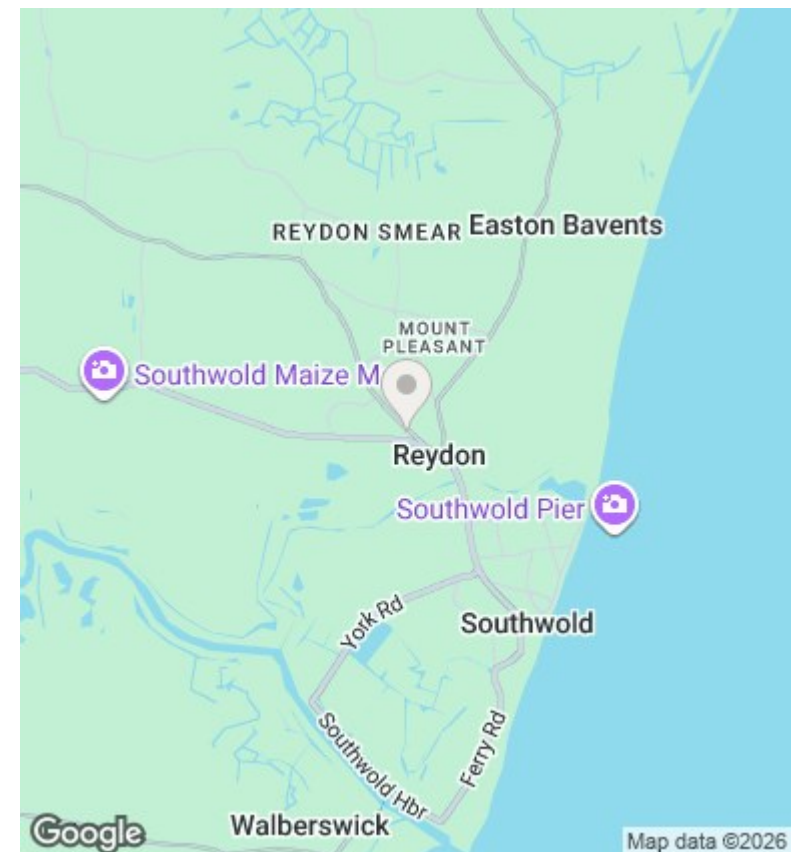 REYDON SMEAR
Easton Bavents
MOUNT
PLEASANT
Southwold Maize M
Reydon
Southwold Pier
York Rd
Southwold
Southwold Hbr
Ferry Rd
Walberswick
Google
Map data ©2026